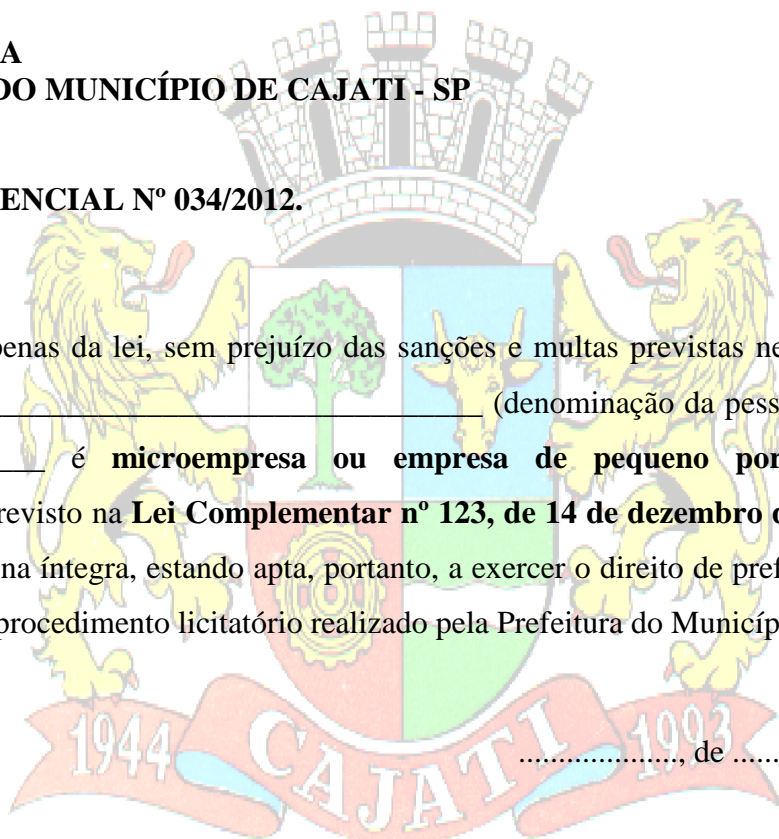 A
DO MUNICÍPIO DE CAJATI - SP
ENCIAL Nº 034/2012.
penas da lei, sem prejuízo das sanções e multas previstas ne
________________________________ (denominação da pess
___ é microempresa ou empresa de pequeno por
revisto na Lei Complementar nº 123, de 14 de dezembro d
na íntegra, estando apta, portanto, a exercer o direito de pref
procedimento licitatório realizado pela Prefeitura do Municíp
...................., de ......
1944 CAJATI 1993